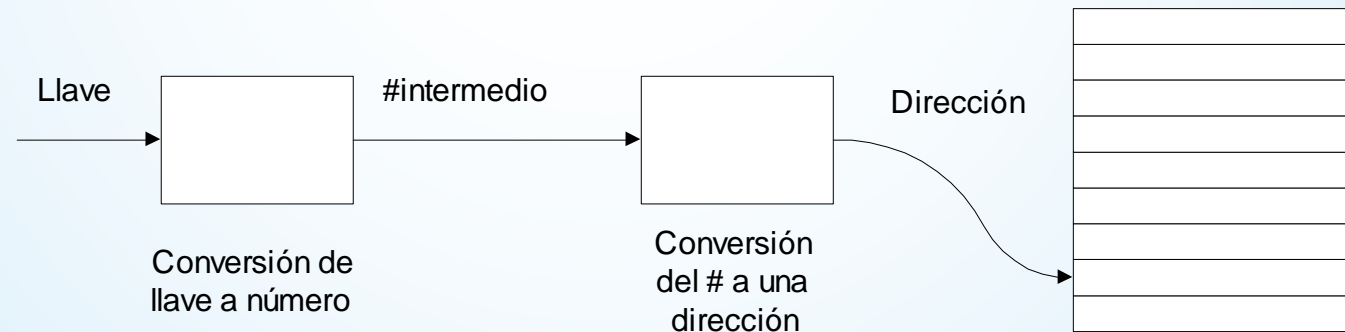 Llave
#intermedio
Dirección
Conversión de
llave a número
Conversión
del # a una
dirección